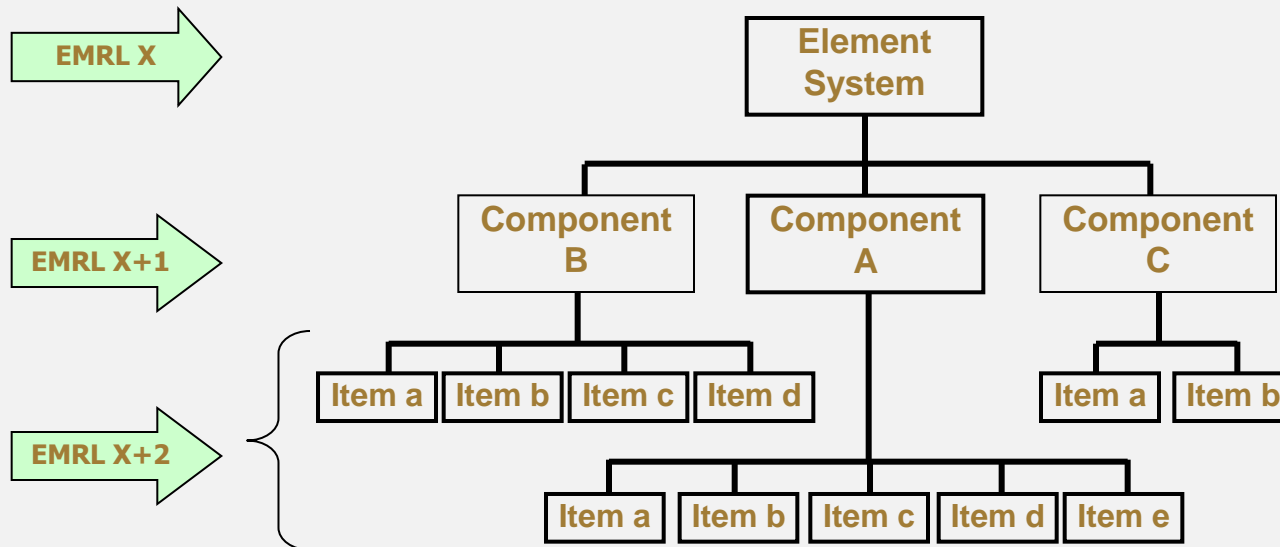 EMRL X
Element
System
EMRL X+1
Component
B
Component
A
Component
C
EMRL X+2
Item a
Item b
Item c
Item d
Item a
Item b
Item a
Item b
Item c
Item d
Item e